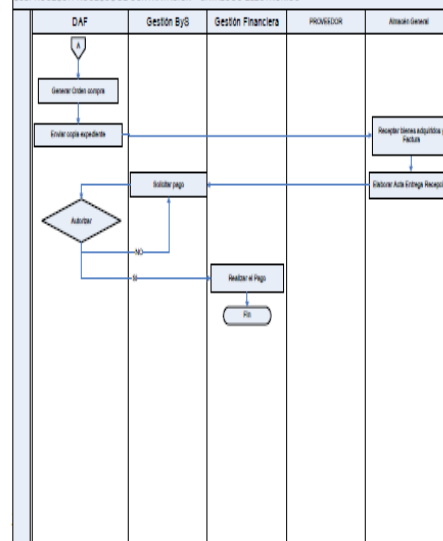 DAF
Gestión ByS
Gestión Financiera
PROVEEDOR
Almacén General
A
Generar Orden compra
Enviar copia expediente
Receptar bienes adquiridos y
Factura
Solicitar pago
Elaborar Acta Entrega Recepción
Autorizar
NO
SI
Realizar el Pago
Fin